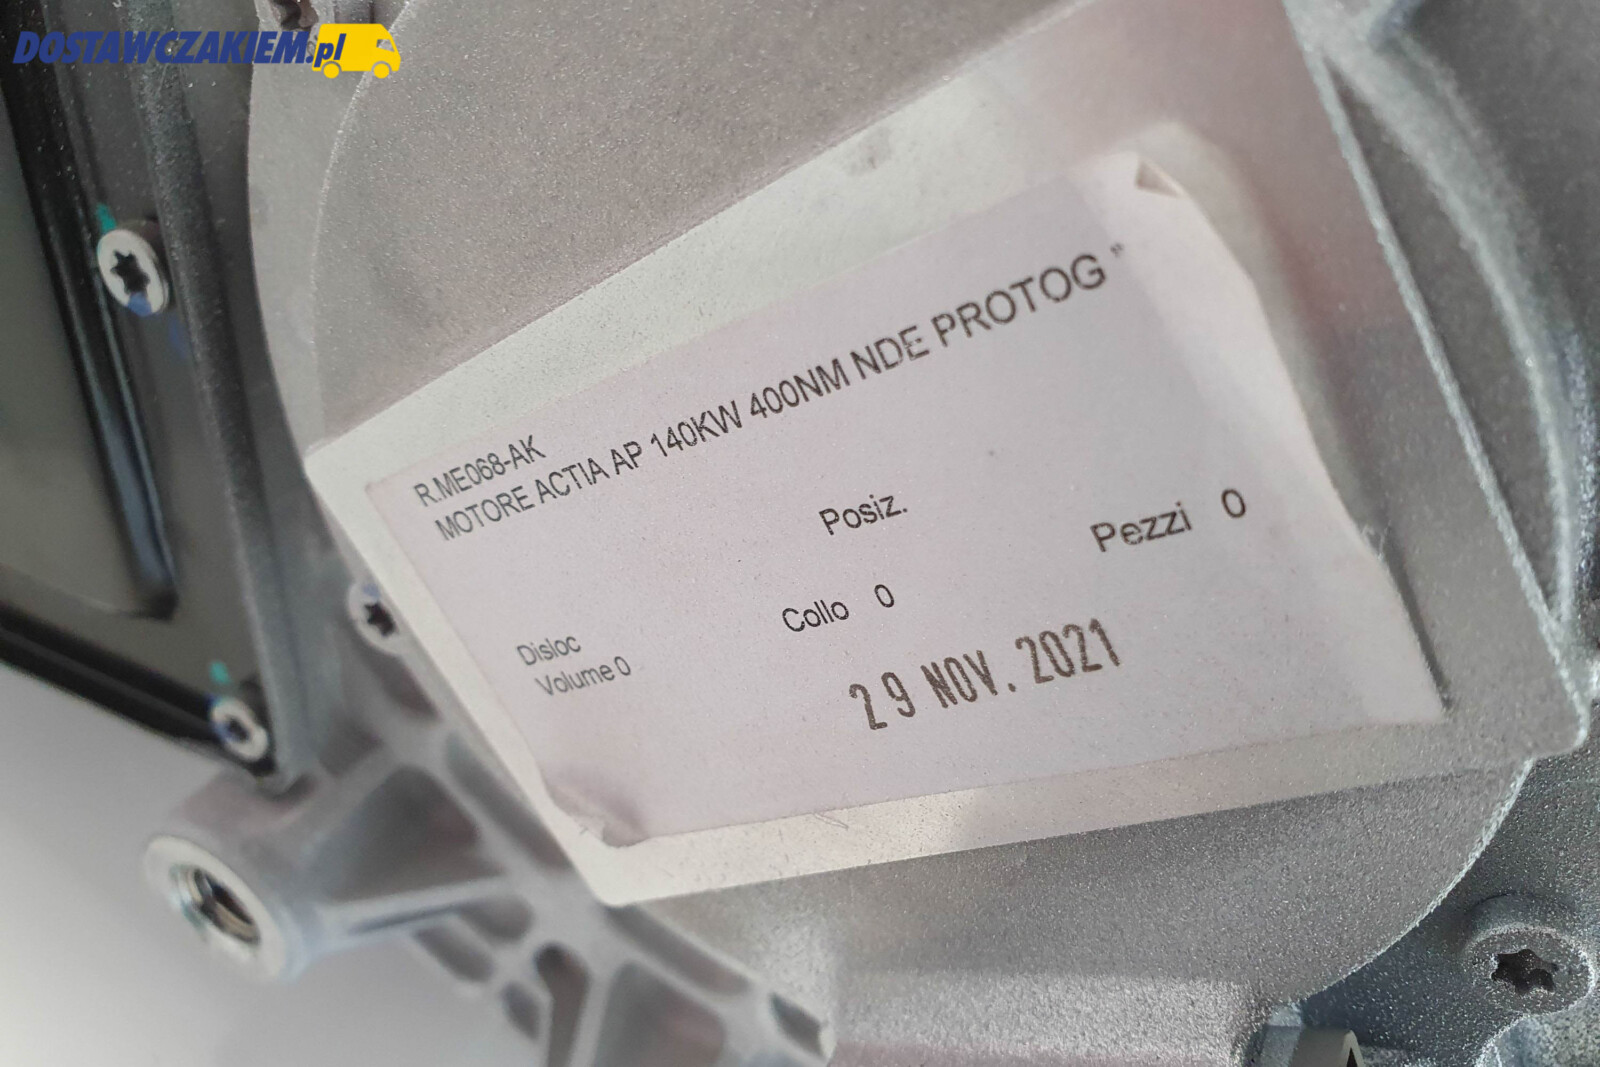 DOSTAWCZAKIEM.pl
R.ME068-AK
MOTORE ACTIA AP 140KW 400NM NDE PROTOG "
Posiz.
Pezzi 0
Disloc
Collo 0
Volume 0
29 NOV. 2021